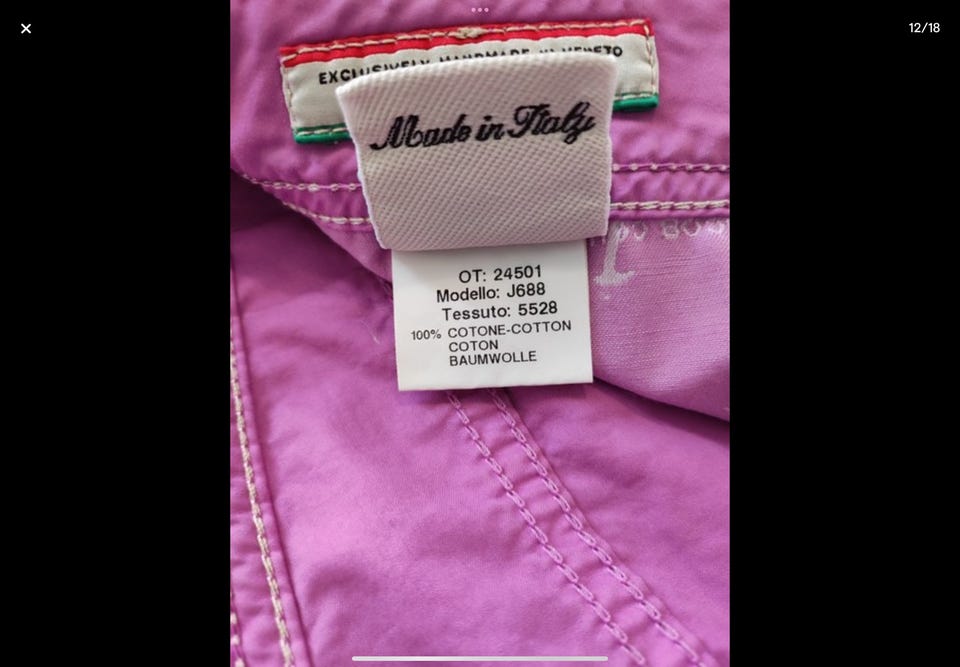 12/18
EXCLUSIVELY HANDMADE IN VENETO
Made in Italy
OT: 24501
Modello: J688
Tessuto: 5528
100% COTONE-COTTON
COTON
BAUMWOLLE